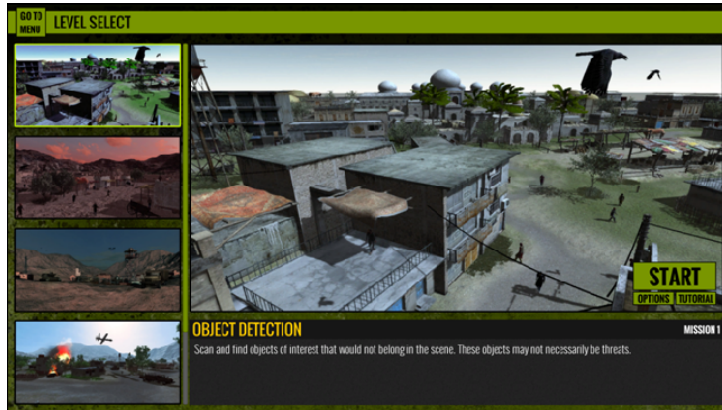 GO TO
MENU
LEVEL SELECT
START
OPTIONS
TUTORIAL
OBJECT DETECTION
MISSION 1
Scan and find objects of interest that would not belong in the scene. These objects may not necessarily be threats.